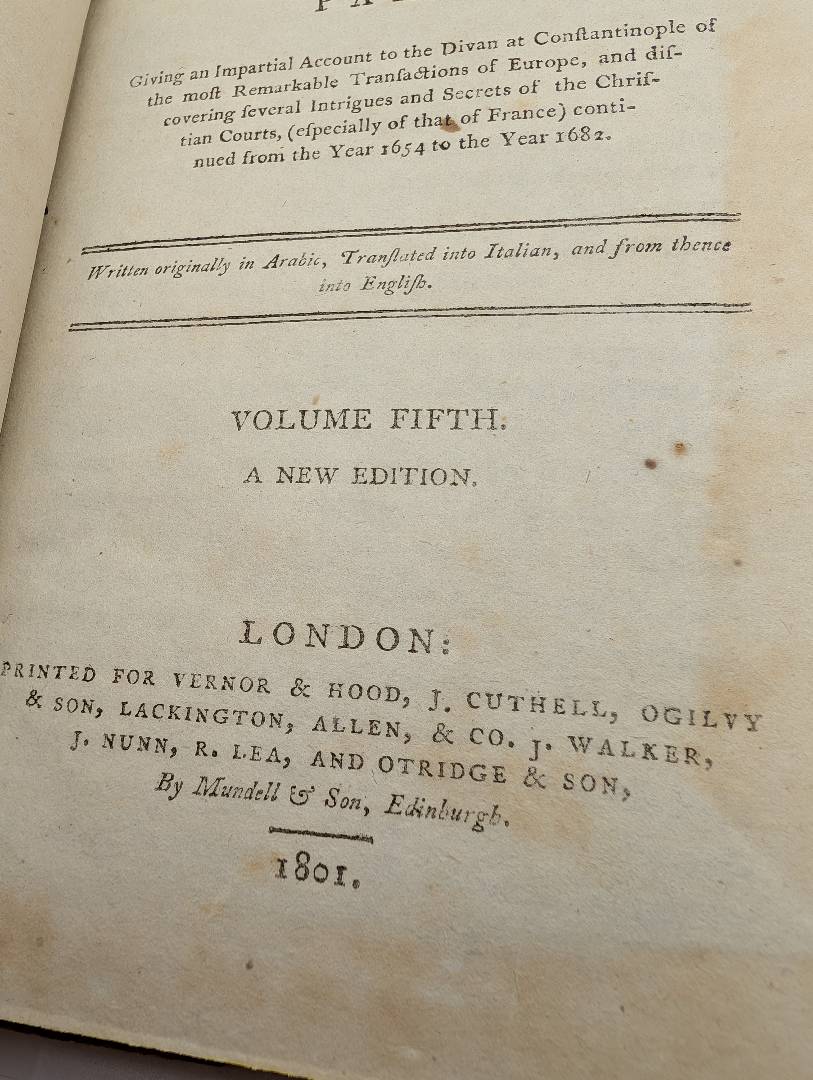 Giving an Impartial Account to the Divan at Conſtantinople of
the moſt Remarkable Tranſactions of Europe, and diſ-
covering ſeveral Intrigues and Secrets of the Chriſ-
tian Courts, (eſpecially of that of France) conti-
nued from the Year 1654 to the Year 1682.
Written originally in Arabic, Tranſlated into Italian, and from thence
into Engliſh.
VOLUME FIFTH.
A NEW EDITION.
LONDON:
PRINTED FOR VERNOR & HOOD, J. CUTHELL, OGILVY
& SON, LACKINGTON, ALLEN, & CO. J. WALKER,
J. NUNN, R. LEA, AND OTRIDGE & SON,
By Mundell & Son, Edinburgh.
1801.